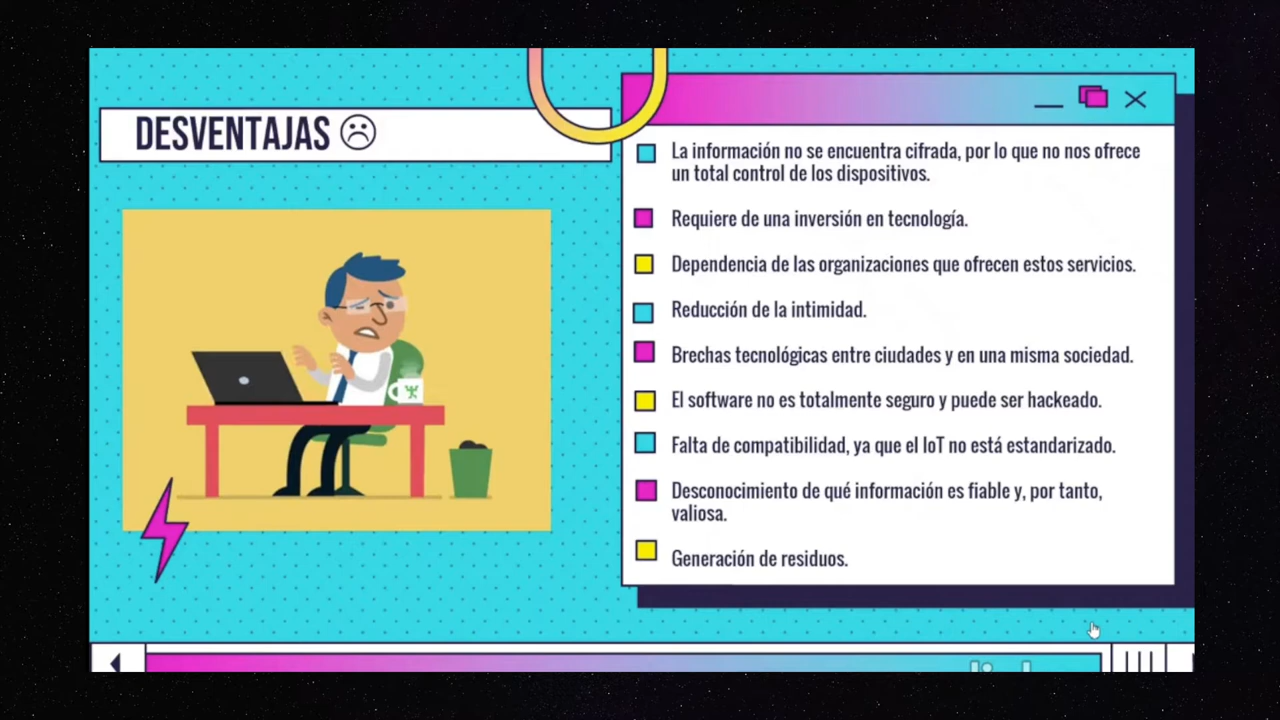 DESVENTAJAS ☹
La información no se encuentra cifrada, por lo que no nos ofrece
un total control de los dispositivos.
Requiere de una inversión en tecnología.
Dependencia de las organizaciones que ofrecen estos servicios.
Reducción de la intimidad.
Brechas tecnológicas entre ciudades y en una misma sociedad.
El software no es totalmente seguro y puede ser hackeado.
Falta de compatibilidad, ya que el IoT no está estandarizado.
Desconocimiento de qué información es fiable y, por tanto,
valiosa.
Generación de residuos.